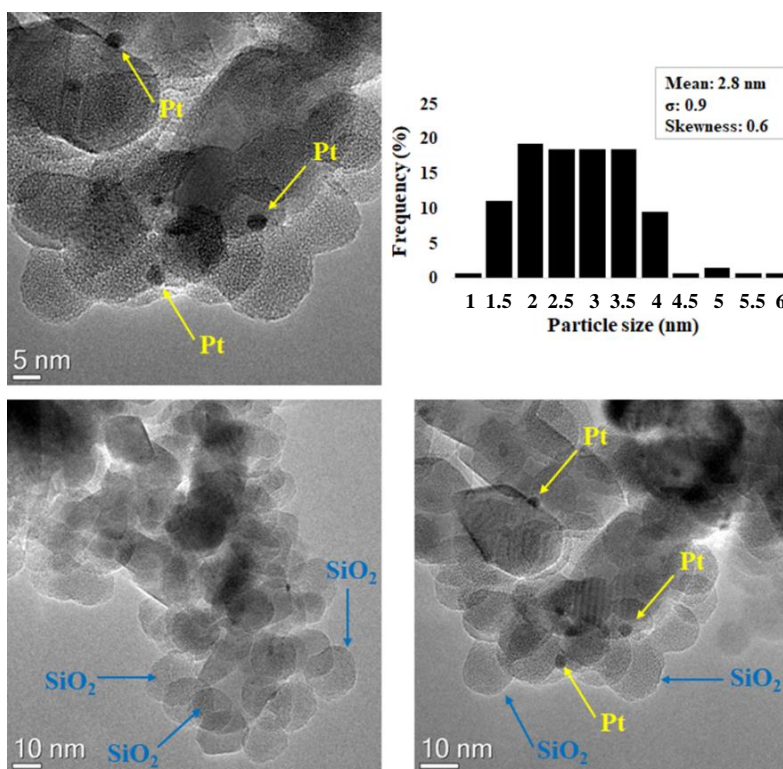 Pt
Pt
Pt
5 nm
Mean: 2.8 nm
σ: 0.9
Skewness: 0.6
Frequency (%)
25
20
15
10
5
0
1 1.5 2 2.5 3 3.5 4 4.5 5 5.5 6
Particle size (nm)
SiO₂
SiO₂
SiO₂
10 nm
Pt
Pt
SiO₂
Pt
SiO₂
10 nm